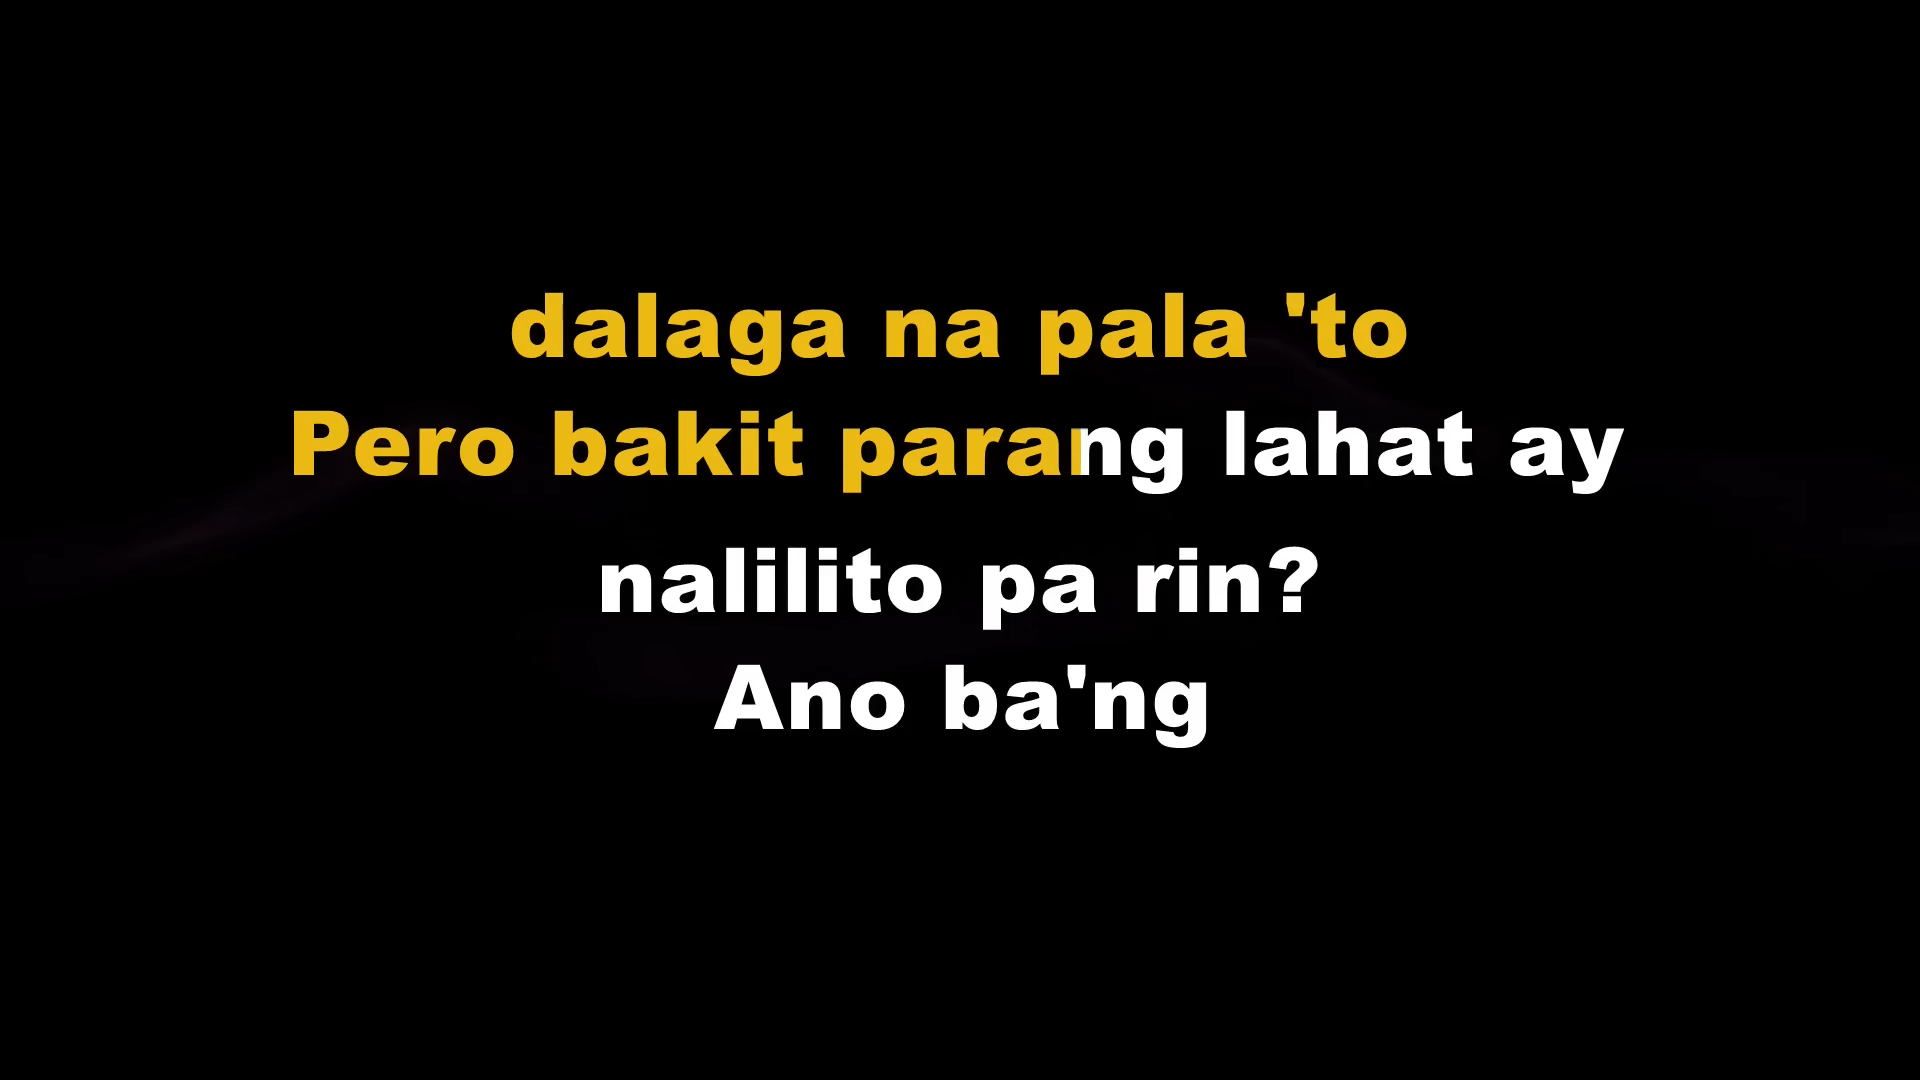 dalaga na pala 'to
Pero bakit parang lahat ay
nalilito pa rin?
Ano ba'ng